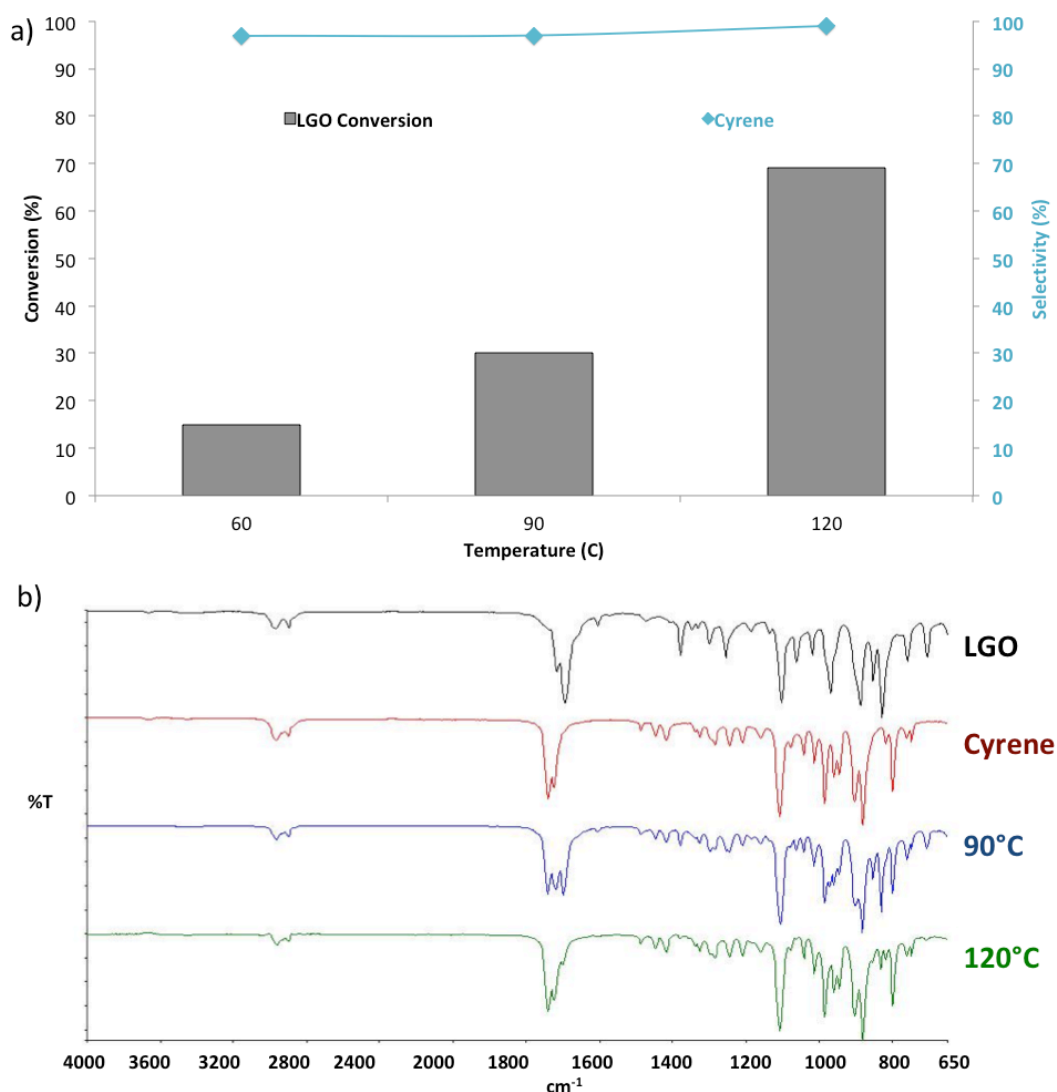 a)
100
90
80
70
60
50
40
30
20
10
0
Conversion (%)
LGO Conversion
Cyrene
100
90
80
70
60
50
40
30
20
10
0
Selectivity (%)
60 90 120
Temperature (C)
b)
LGO
Cyrene
%T
90°C
120°C
4000 3600 3200 2800 2400 2000 1800 1600 1400 1200 1000 800 650
cm-1